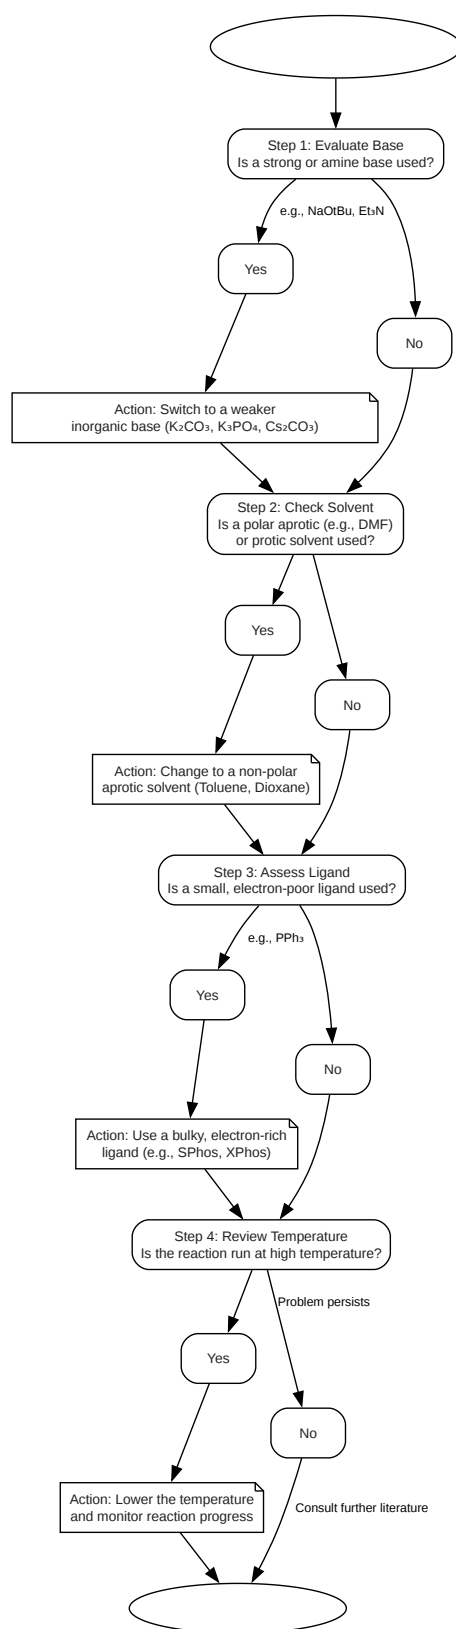 Step 1: Evaluate Base
Is a strong or amine base used?
e.g., NaOtBu, Et₃N
Yes
No
Action: Switch to a weaker
inorganic base (K₂CO₃, K₃PO₄, Cs₂CO₃)
Step 2: Check Solvent
Is a polar aprotic (e.g., DMF)
or protic solvent used?
Yes
No
Action: Change to a non-polar
aprotic solvent (Toluene, Dioxane)
Step 3: Assess Ligand
Is a small, electron-poor ligand used?
e.g., PPh₃
Yes
No
Action: Use a bulky, electron-rich
ligand (e.g., SPhos, XPhos)
Step 4: Review Temperature
Is the reaction run at high temperature?
Problem persists
Yes
No
Action: Lower the temperature
and monitor reaction progress
Consult further literature